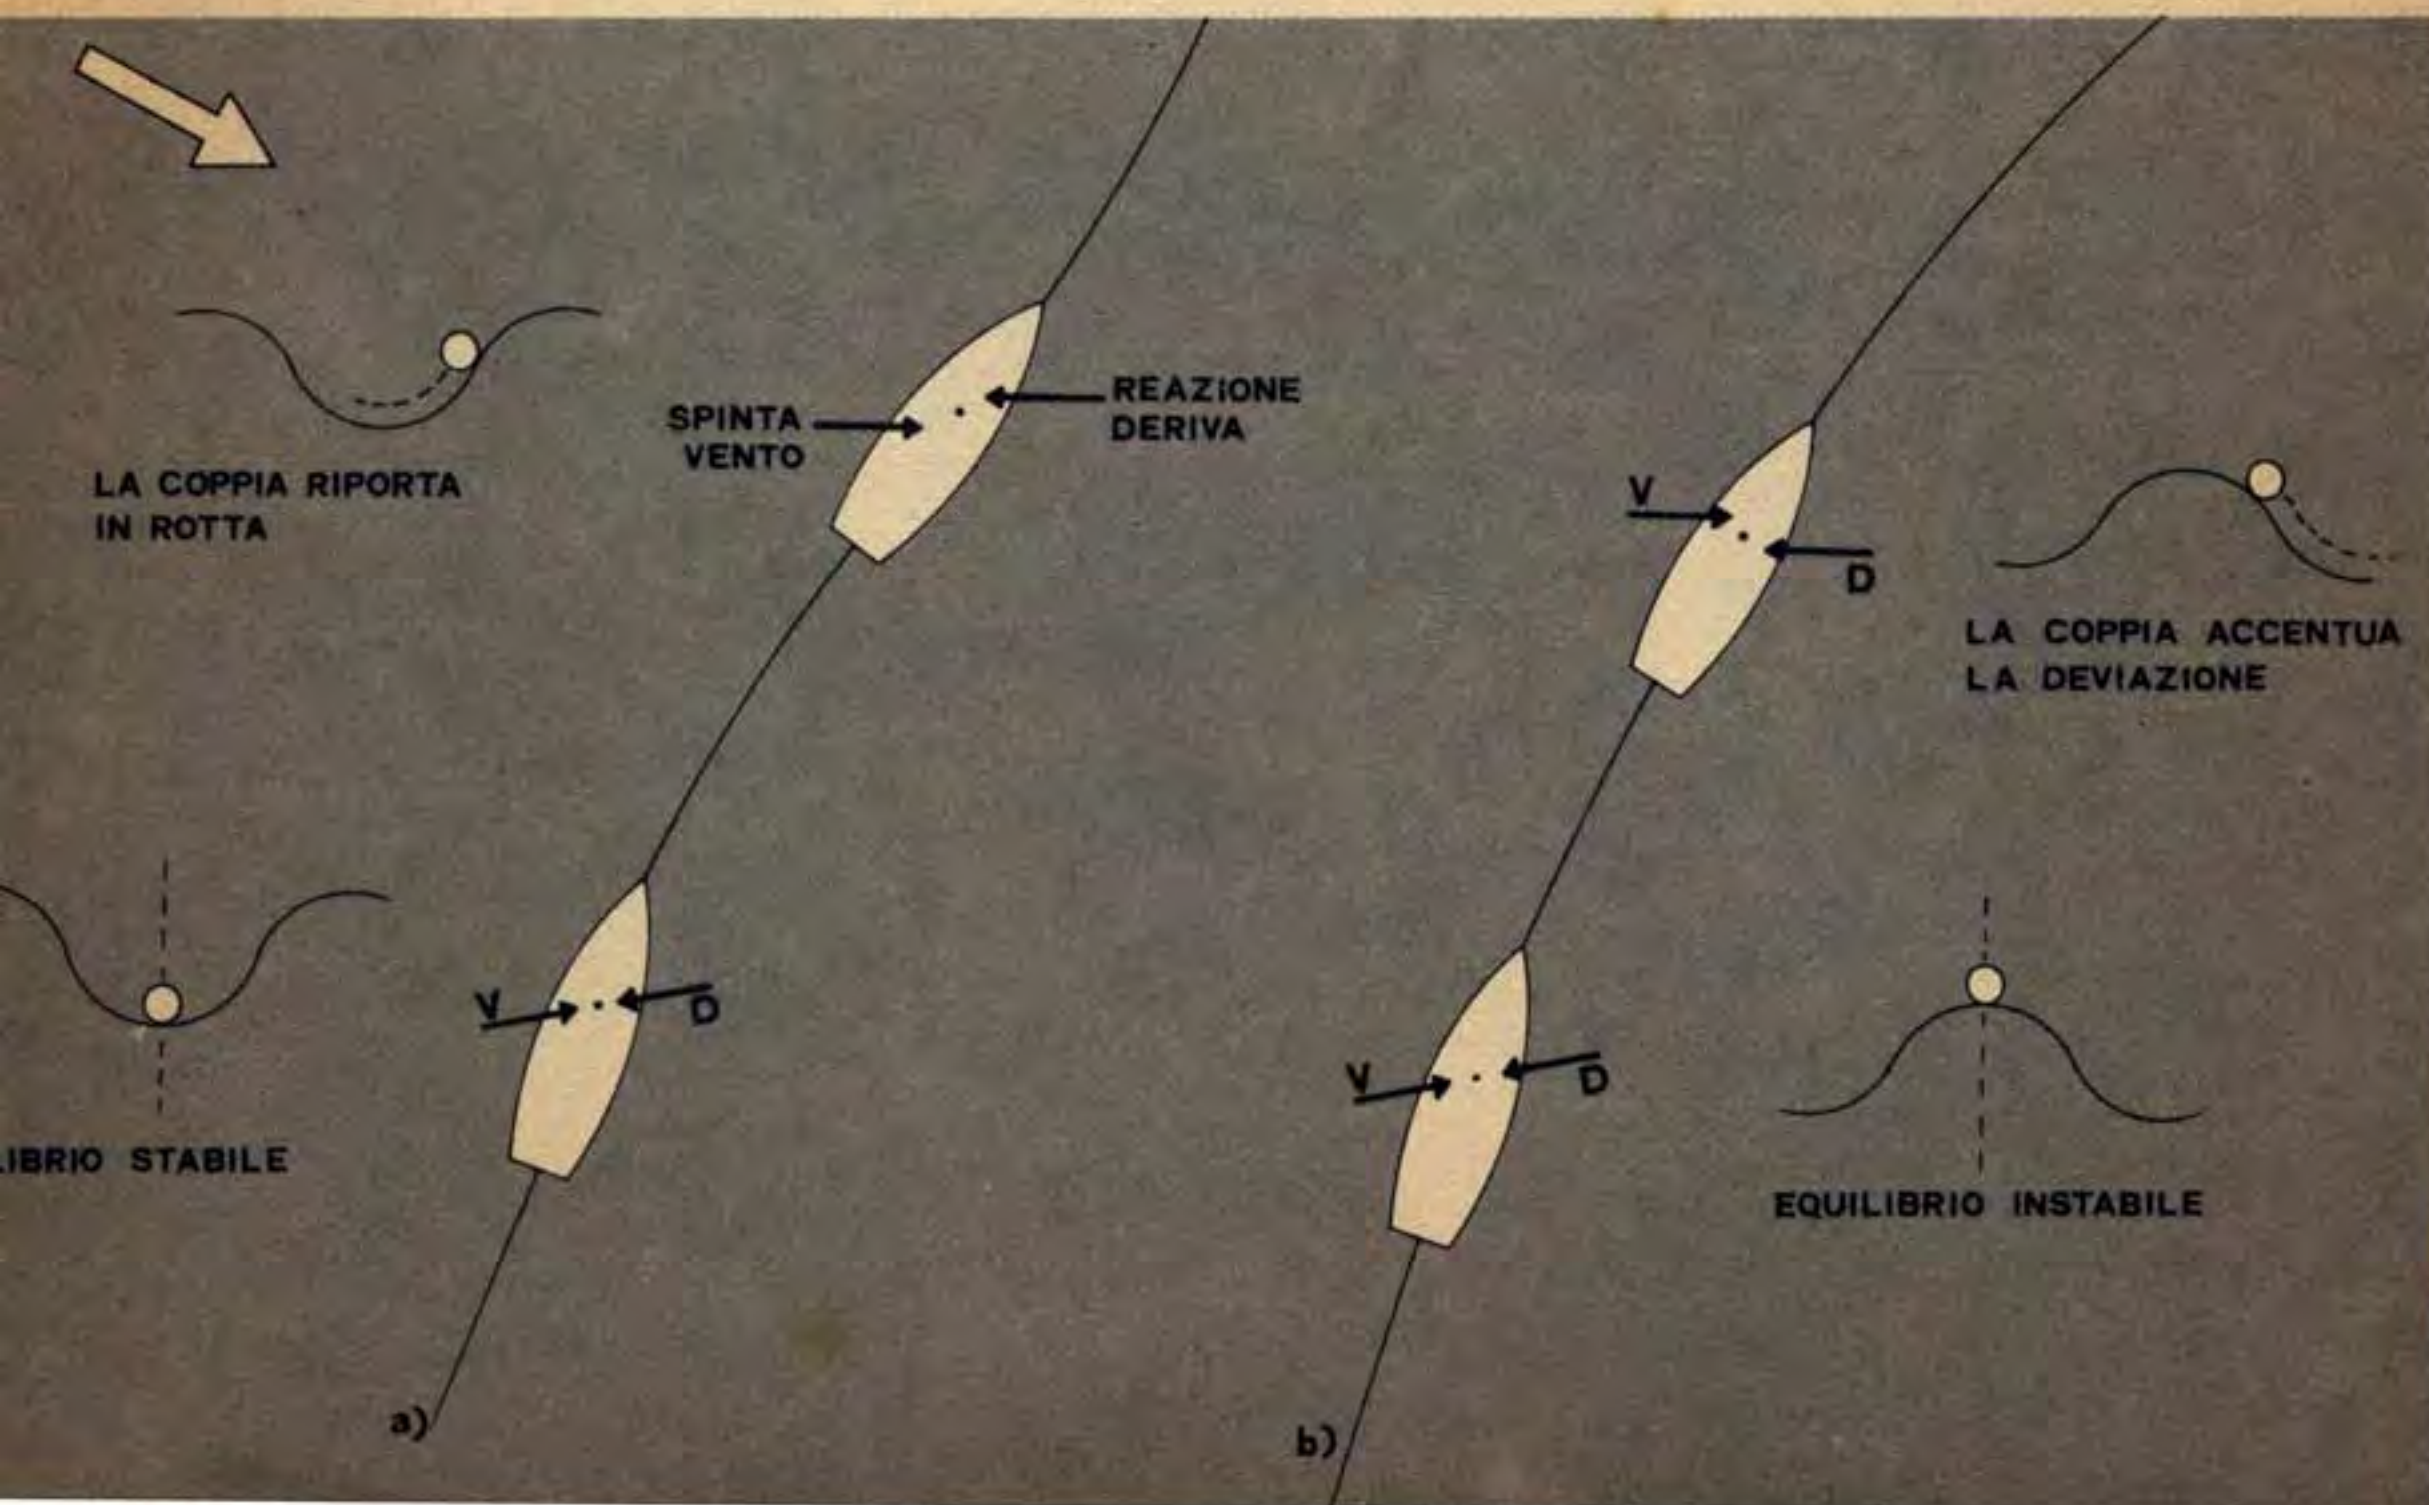 SPINTA
VENTO
REAZIONE
DERIVA
LA COPPIA RIPORTA
IN ROTTA
V
D
LIBRIO STABILE
a)
V
D
LA COPPIA ACCENTUA
LA DEVIAZIONE
V
D
EQUILIBRIO INSTABILE
b)